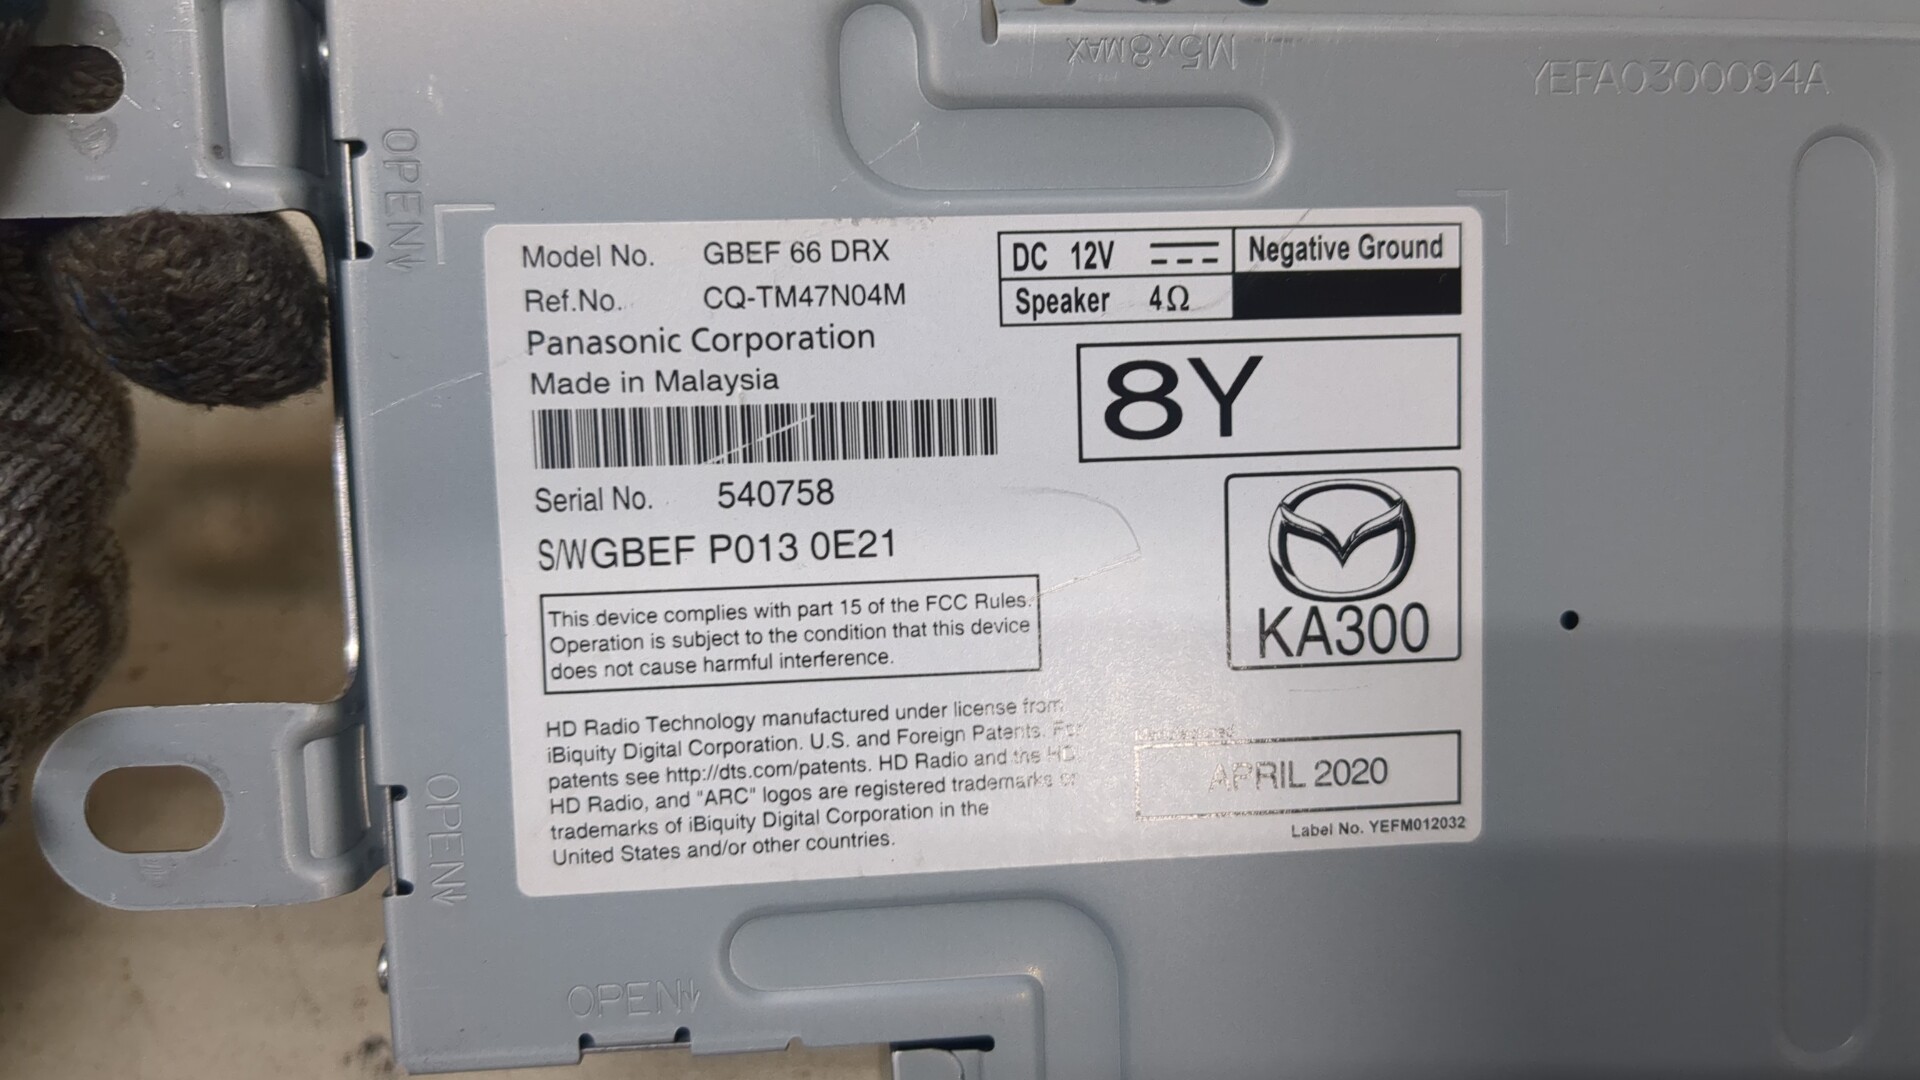 M5x8MAX
YEFA0300094A
OPEN
Model No. GBEF 66 DRX
Ref.No. CQ-TM47N04M
Panasonic Corporation
Made in Malaysia
DC 12V Negative Ground
Speaker 4Ω
8Y
Serial No. 540758
S/WGBEF P013 0E21
KA300
This device complies with part 15 of the FCC Rules.
Operation is subject to the condition that this device
does not cause harmful interference.
HD Radio Technology manufactured under license from
iBiquity Digital Corporation. U.S. and Foreign Patents. For
patents see http://dts.com/patents. HD Radio and the HD,
HD Radio, and "ARC" logos are registered trademarks or
trademarks of iBiquity Digital Corporation in the
United States and/or other countries.
Manufactured
APRIL 2020
Label No. YEFM012032
OPEN
OPEN